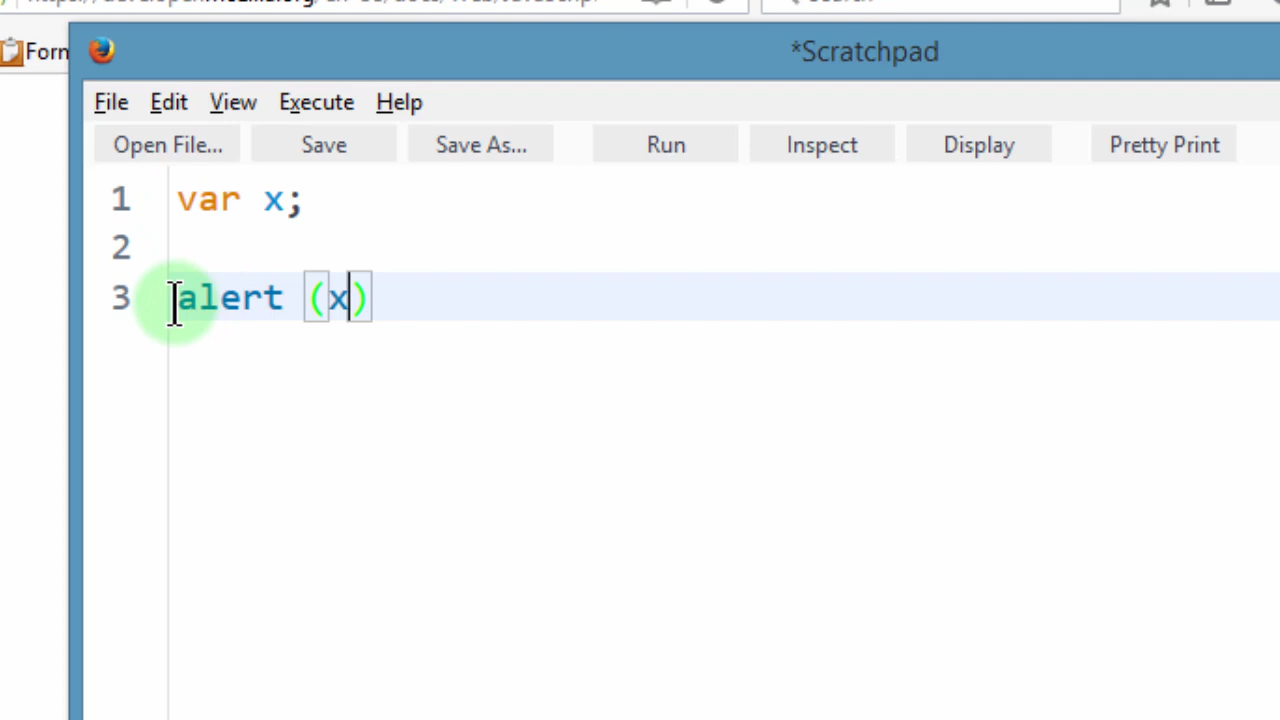 Form
*Scratchpad
File Edit View Execute Help
Open File... Save Save As... Run Inspect Display Pretty Print
1 var x;
2
3 alert (x)